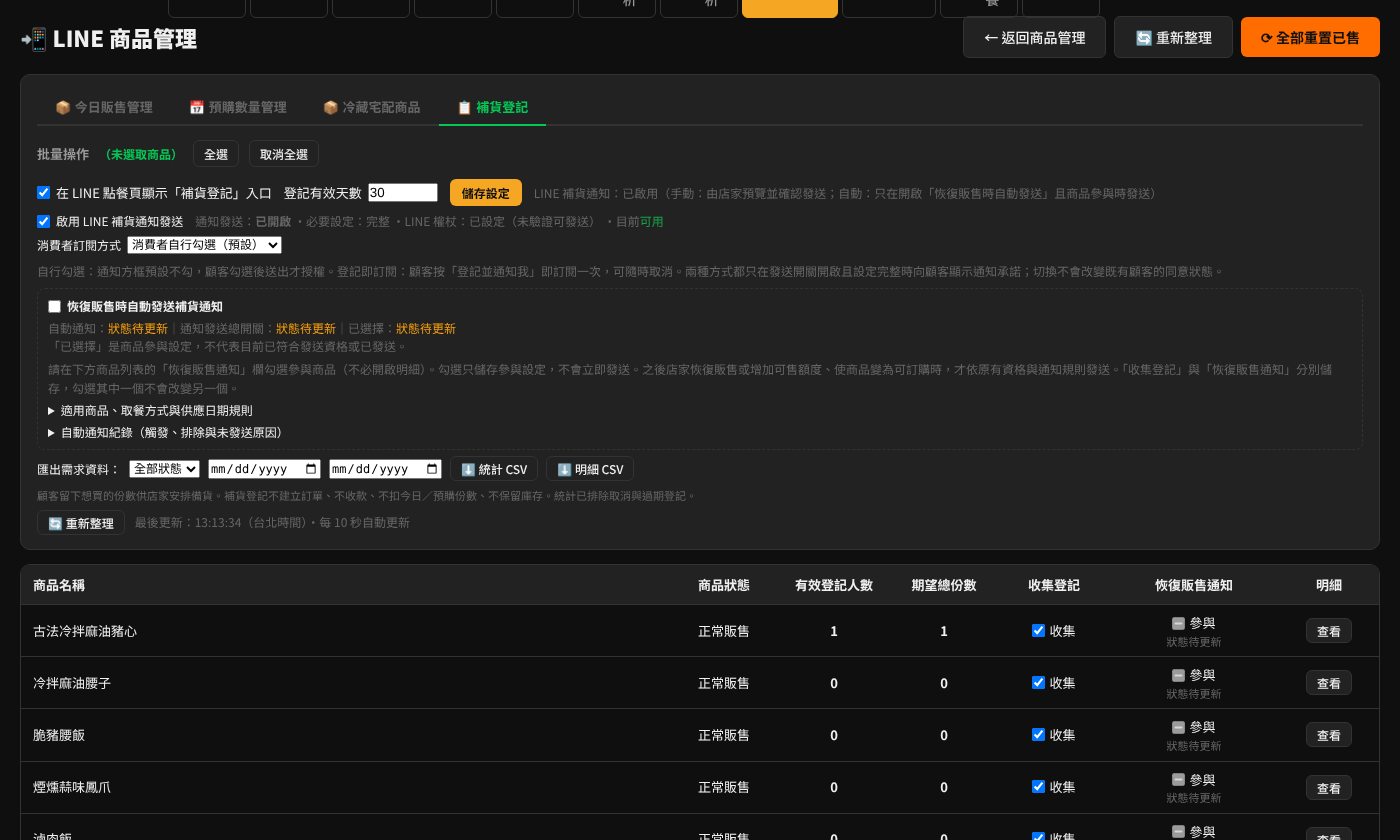 析
析
養
LINE 商品管理
← 返回商品管理
重新整理
⟳ 全部重置已售
今日販售管理
預購數量管理
冷藏宅配商品
補貨登記
批量操作 （未選取商品） 全選 取消全選
在 LINE 點餐頁顯示「補貨登記」入口 登記有效天數 30 儲存設定 LINE 補貨通知：已啟用（手動：由店家預覽並確認發送；自動：只在開啟「恢復販售時自動發送」且商品參與時發送）
啟用 LINE 補貨通知發送 通知發送：已開啟 ・必要設定：完整 ・LINE 權杖：已設定（未驗證可發送） ・目前可用
消費者訂閱方式 消費者自行勾選（預設）
自行勾選：通知方框預設不勾，顧客勾選後送出才授權。登記即訂閱：顧客按「登記並通知我」即訂閱一次，可隨時取消。兩種方式都只在發送開關開啟且設定完整時向顧客顯示通知承諾；切換不會改變既有顧客的同意狀態。
恢復販售時自動發送補貨通知
自動通知：狀態待更新｜通知發送總開關：狀態待更新｜已選擇：狀態待更新
「已選擇」是商品參與設定，不代表目前已符合發送資格或已發送。
請在下方商品列表的「恢復販售通知」欄勾選參與商品（不必開啟明細）。勾選只儲存參與設定，不會立即發送。之後店家恢復販售或增加可售額度、使商品變為可訂購時，才依原有資格與通知規則發送。「收集登記」與「恢復販售通知」分別儲
存，勾選其中一個不會改變另一個。
▶ 適用商品、取餐方式與供應日期規則
▶ 自動通知紀錄（觸發、排除與未發送原因）
匯出需求資料： 全部狀態 mm/dd/yyyy mm/dd/yyyy 統計 CSV 明細 CSV
顧客留下想買的份數供店家安排備貨。補貨登記不建立訂單、不收款、不扣今日／預購份數、不保留庫存。統計已排除取消與過期登記。
重新整理 最後更新：13:13:34（台北時間）・每 10 秒自動更新
商品名稱 商品狀態 有效登記人數 期望總份數 收集登記 恢復販售通知 明細
古法冷拌麻油豬心 正常販售 1 1 收集 參與 查看
狀態待更新
冷拌麻油腰子 正常販售 0 0 收集 參與 查看
狀態待更新
脆豬腰飯 正常販售 0 0 收集 參與 查看
狀態待更新
煙燻蒜味鳳爪 正常販售 0 0 收集 參與 查看
狀態待更新
滷肉飯 正常販售 0 0 收集 參與 查看